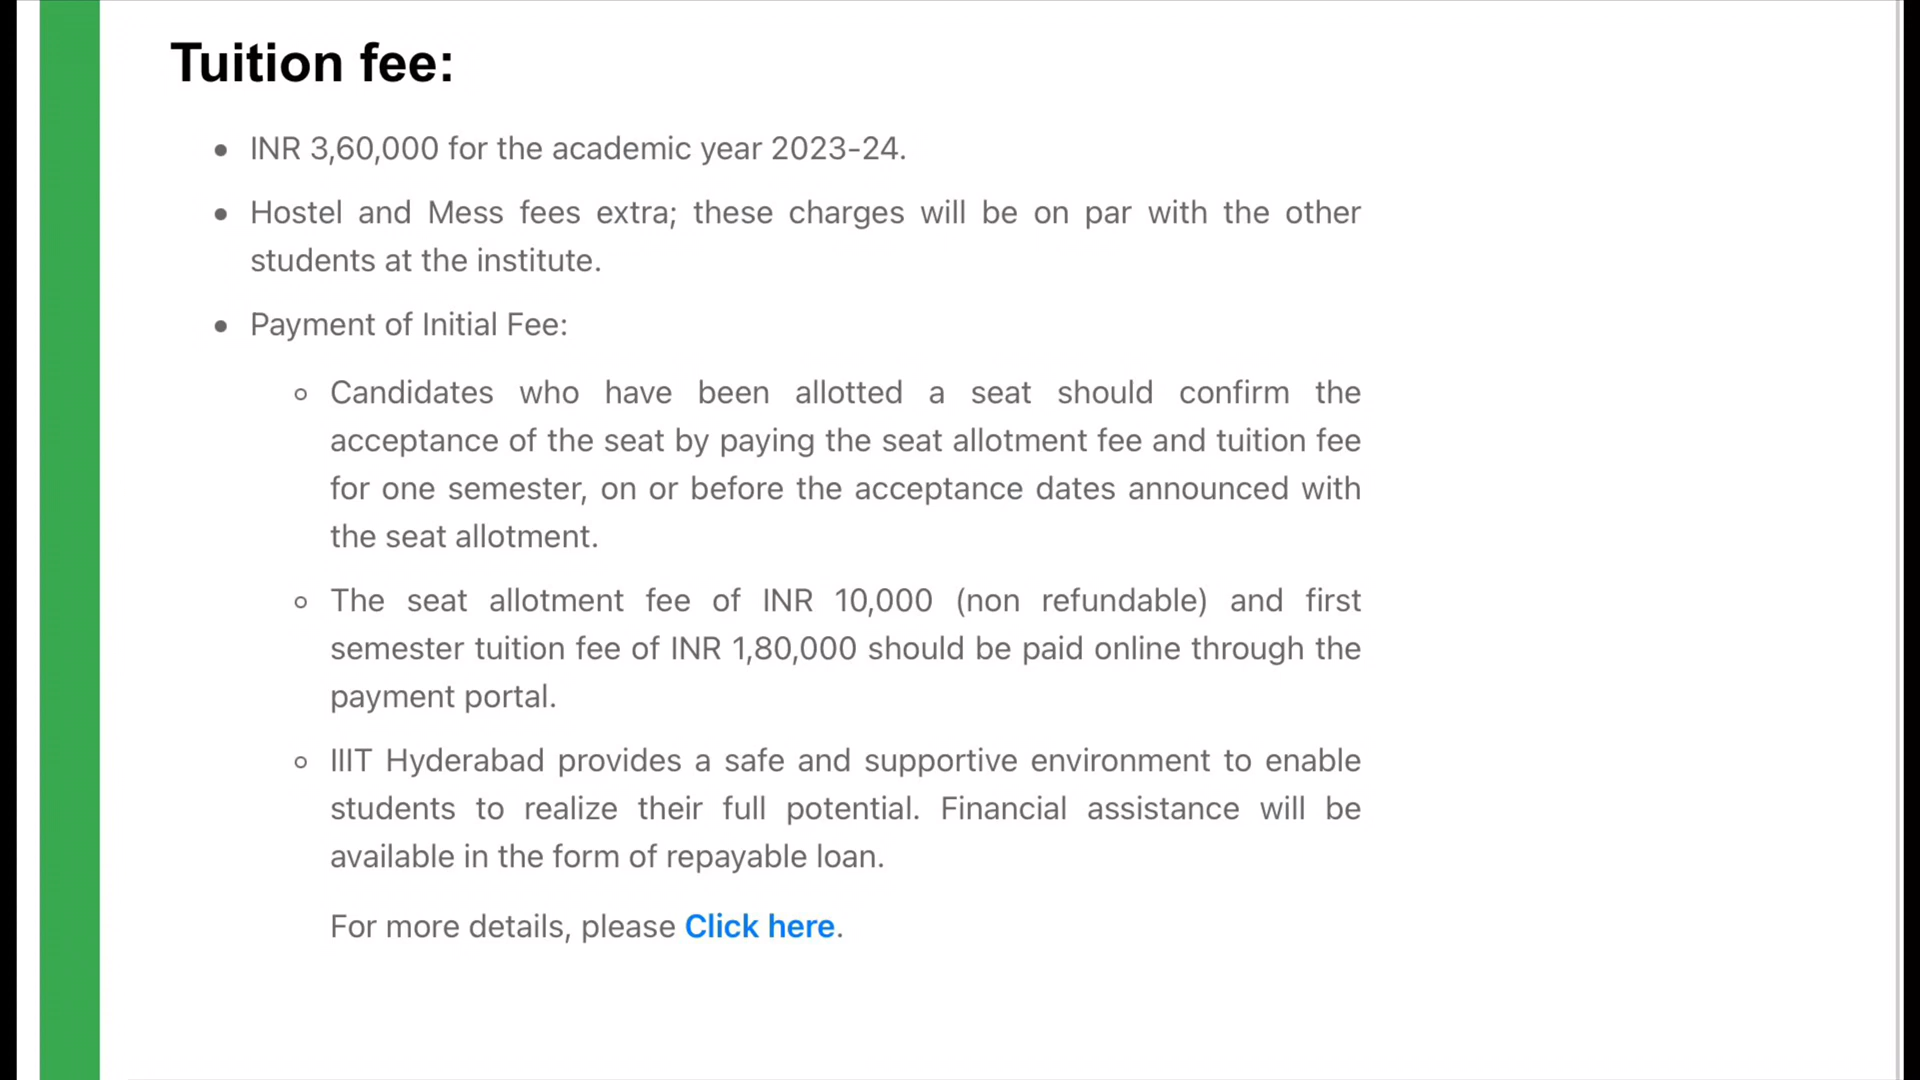 Tuition fee:
INR 3,60,000 for the academic year 2023-24.
Hostel and Mess fees extra; these charges will be on par with the other
students at the institute.
Payment of Initial Fee:
Candidates who have been allotted a seat should confirm the
acceptance of the seat by paying the seat allotment fee and tuition fee
for one semester, on or before the acceptance dates announced with
the seat allotment.
The seat allotment fee of INR 10,000 (non refundable) and first
semester tuition fee of INR 1,80,000 should be paid online through the
payment portal.
IIIT Hyderabad provides a safe and supportive environment to enable
students to realize their full potential. Financial assistance will be
available in the form of repayable loan.
For more details, please Click here.